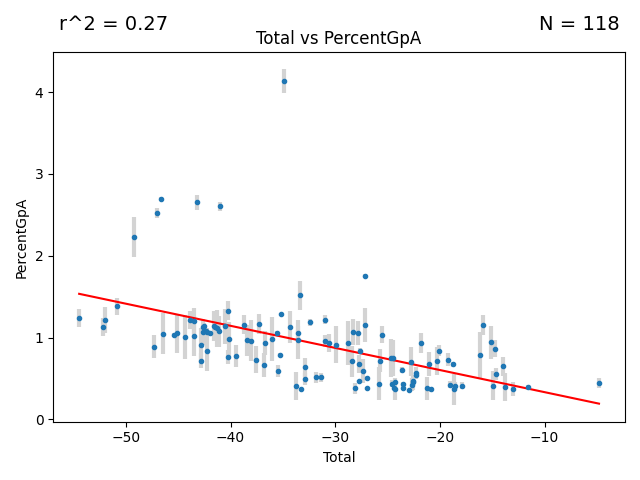 r^2 = 0.27 N = 118
Total vs PercentGpA
4
3
2
1
0
PercentGpA
−50 −40 −30 −20 −10
Total